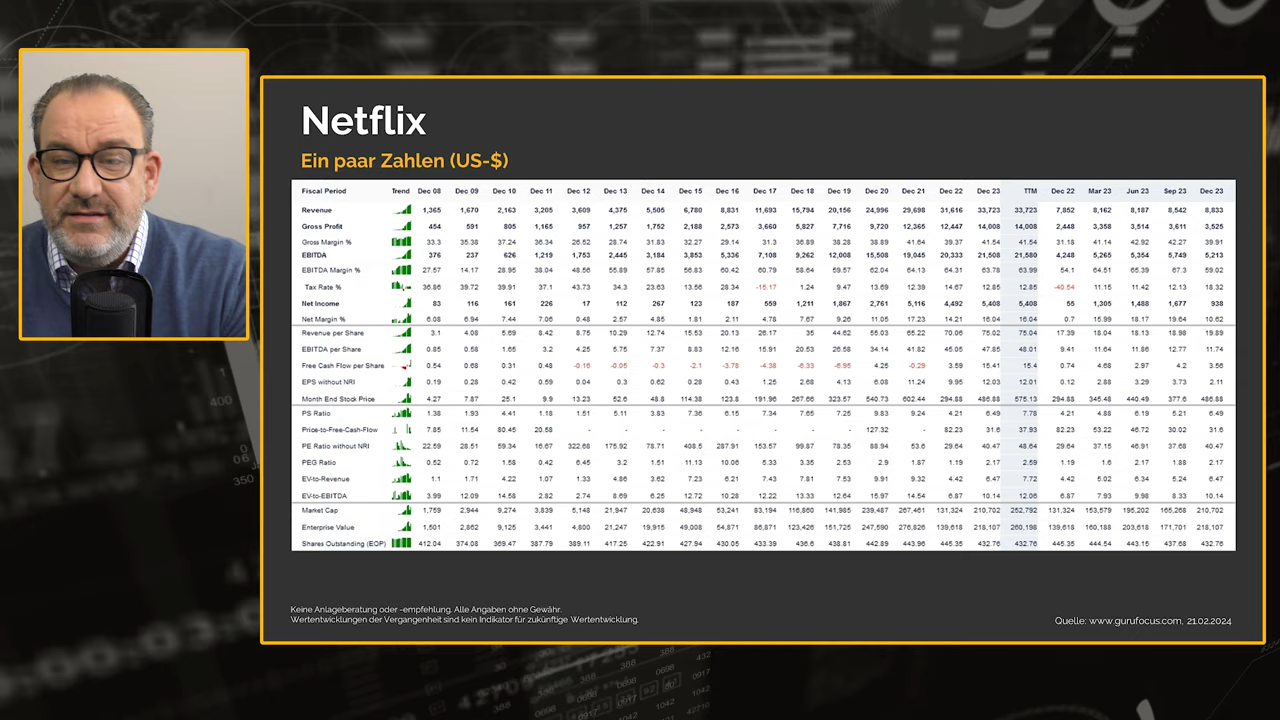 Netflix
Ein paar Zahlen (US-$)
Fiscal Period Trend Dec 08 Dec 09 Dec 10 Dec 11 Dec 12 Dec 13 Dec 14 Dec 15 Dec 16 Dec 17 Dec 18 Dec 19 Dec 20 Dec 21 Dec 22 Dec 23 TTM Dec 22 Mar 23 Jun 23 Sep 23 Dec 23
Revenue 1,365 1,670 2,163 3,205 3,609 4,375 5,505 6,780 8,831 11,693 15,794 20,156 24,996 29,698 31,616 33,723 33,723 7,852 8,162 8,187 8,542 8,833
Gross Profit 454 591 805 1,165 957 1,257 1,752 2,188 2,573 3,660 5,827 7,716 9,720 12,365 12,447 14,008 14,008 2,448 3,358 3,514 3,611 3,525
Gross Margin % 33.3 35.38 37.24 36.34 26.52 28.74 31.83 32.27 29.14 31.3 36.89 38.28 38.89 41.64 39.37 41.54 41.54 31.18 41.14 42.92 42.27 39.91
EBITDA 376 237 626 1,219 1,753 2,445 3,184 3,853 5,336 7,108 9,262 12,008 15,508 19,045 20,333 21,508 21,580 4,248 5,265 5,354 5,749 5,213
EBITDA Margin % 27.57 14.17 28.95 38.04 48.56 55.89 57.85 56.83 60.42 60.79 58.64 59.57 62.04 64.13 64.31 63.78 63.99 54.1 64.51 65.39 67.3 59.02
Tax Rate % 36.86 39.72 39.91 37.1 43.73 34.3 23.63 13.56 28.34 -15.17 1.24 9.47 13.69 12.39 14.67 12.85 12.85 -40.54 11.15 11.42 12.13 18.32
Net Income 83 116 161 226 17 112 267 123 187 559 1,211 1,867 2,761 5,116 4,492 5,408 5,408 55 1,305 1,488 1,677 938
Net Margin % 6.08 6.94 7.44 7.06 0.48 2.57 4.85 1.81 2.11 4.78 7.67 9.26 11.05 17.23 14.21 16.04 16.04 0.7 15.99 18.17 19.64 10.62
Revenue per Share 3.1 4.08 5.69 8.42 8.75 10.29 12.74 15.53 20.13 26.17 35 44.62 55.03 65.22 70.06 75.02 75.04 17.39 18.04 18.13 18.98 19.89
EBITDA per Share 0.85 0.58 1.65 3.2 4.25 5.75 7.37 8.83 12.16 15.91 20.53 26.58 34.14 41.82 45.05 47.85 48.01 9.41 11.64 11.86 12.77 11.74
Free Cash Flow per Share 0.54 0.68 0.31 0.48 -0.16 -0.05 -0.3 -2.1 -3.78 -4.38 -6.33 -6.95 4.25 -0.29 3.59 15.41 15.4 0.74 4.68 2.97 4.2 3.56
EPS without NRI 0.19 0.28 0.42 0.59 0.04 0.3 0.62 0.28 0.43 1.25 2.68 4.13 6.08 11.24 9.95 12.03 12.01 0.12 2.88 3.29 3.73 2.11
Month End Stock Price 4.27 7.87 25.1 9.9 13.23 52.6 48.8 114.38 123.8 191.96 267.66 323.57 540.73 602.44 294.88 486.88 575.13 294.88 345.48 440.49 377.6 486.88
PS Ratio 1.38 1.93 4.41 1.18 1.51 5.11 3.83 7.36 6.15 7.34 7.65 7.25 9.83 9.24 4.21 6.49 7.78 4.21 4.88 6.19 5.21 6.49
Price-to-Free-Cash-Flow 7.85 11.54 80.45 20.58 - - - - - - - - 127.32 - 82.23 31.6 37.93 82.23 53.22 46.72 30.02 31.6
PE Ratio without NRI 22.59 28.51 59.34 16.67 322.68 175.92 78.71 408.5 287.91 153.57 99.87 78.35 88.94 53.6 29.64 40.47 48.64 29.64 37.15 46.91 37.68 40.47
PEG Ratio 0.52 0.72 1.58 0.42 6.45 3.2 1.51 11.13 10.06 5.33 3.35 2.53 2.9 1.87 1.19 2.17 2.59 1.19 1.6 2.17 1.88 2.17
EV-to-Revenue 1.1 1.71 4.22 1.07 1.33 4.86 3.62 7.23 6.21 7.43 7.81 7.53 9.91 9.32 4.42 6.47 7.72 4.42 5.02 6.34 5.24 6.47
EV-to-EBITDA 3.99 12.09 14.58 2.82 2.74 8.69 6.25 12.72 10.28 12.22 13.33 12.64 15.97 14.54 6.87 10.14 12.06 6.87 7.93 9.98 8.33 10.14
Market Cap 1,759 2,944 9,274 3,839 5,148 21,947 20,638 48,948 53,241 83,194 116,860 141,985 239,487 267,461 131,324 210,702 252,792 131,324 153,579 195,202 165,268 210,702
Enterprise Value 1,501 2,862 9,125 3,441 4,800 21,247 19,915 49,008 54,871 86,871 123,426 151,725 247,590 276,826 139,618 218,107 260,198 139,618 160,188 203,618 171,701 218,107
Shares Outstanding (EOP) 412.04 374.08 369.47 387.79 389.11 417.25 422.91 427.94 430.05 433.39 436.6 438.81 442.89 443.96 445.35 432.76 432.76 445.35 444.54 443.15 437.68 432.76
Keine Anlageberatung oder -empfehlung. Alle Angaben ohne Gewähr.
Wertentwicklungen der Vergangenheit sind kein Indikator für zukünftige Wertentwicklung.
Quelle: www.gurufocus.com, 21.02.2024